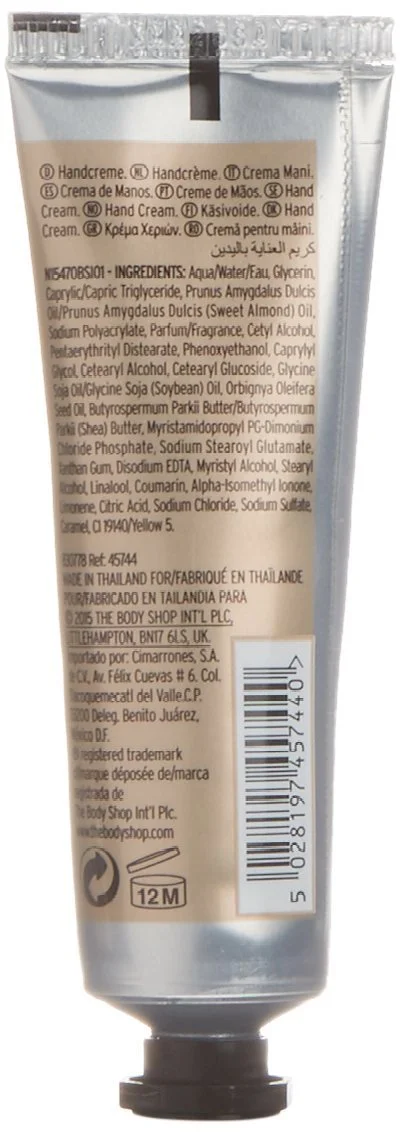 Ⓓ Handcreme. ⓃⓁ Handcrème. ⒾⓉ Crema Mani.
ⒺⓈ Crema de Manos. ⓅⓉ Creme de Mãos. ⓈⒺ Hand
Cream. ⓃⓄ Hand Cream. ⒻⒾ Käsivoide. ⒹⓀ Hand
Cream. ⒼⓇ Κρέμα Χεριών. ⓇⓄ Cremă pentru mâini.
كريم العناية باليدين
N15470BSI01 - INGREDIENTS: Aqua/Water/Eau, Glycerin,
Caprylic/Capric Triglyceride, Prunus Amygdalus Dulcis
Oil/Prunus Amygdalus Dulcis (Sweet Almond) Oil,
Sodium Polyacrylate, Parfum/Fragrance, Cetyl Alcohol,
Pentaerythrityl Distearate, Phenoxyethanol, Caprylyl
Glycol, Cetearyl Alcohol, Cetearyl Glucoside, Glycine
Soja Oil/Glycine Soja (Soybean) Oil, Orbignya Oleifera
Seed Oil, Butyrospermum Parkii Butter/Butyrospermum
Parkii (Shea) Butter, Myristamidopropyl PG-Dimonium
Chloride Phosphate, Sodium Stearoyl Glutamate,
Xanthan Gum, Disodium EDTA, Myristyl Alcohol, Stearyl
Alcohol, Linalool, Coumarin, Alpha-Isomethyl Ionone,
Limonene, Citric Acid, Sodium Chloride, Sodium Sulfate,
Caramel, CI 19140/Yellow 5.
Ref: 45744
MADE IN THAILAND FOR/FABRIQUÉ EN THAÏLANDE
POUR/FABRICADO EN TAILANDIA PARA
© 2015 THE BODY SHOP INT'L PLC,
LITTLEHAMPTON, BN17 6LS, UK.
Importado por: Cimarrones, S.A.
de C.V., Av. Félix Cuevas # 6. Col.
Tlacoquemecatl del Valle.C.P.
03200 Deleg. Benito Juárez,
México D.F.
® registered trademark
marque déposée de/marca
registrada de
The Body Shop Int'l Plc.
www.thebodyshop.com
12M
5 028197 457440 >